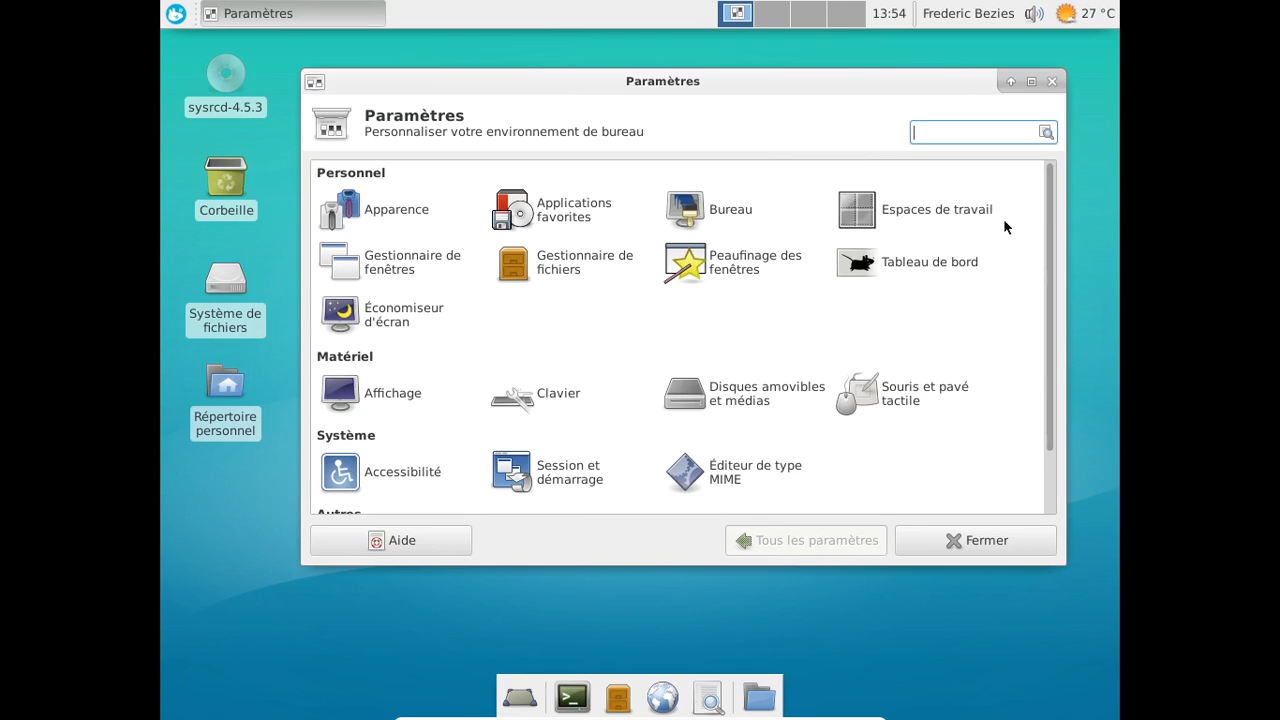 Paramètres
13:54
Frederic Bezies
27 °C
sysrcd-4.5.3
Corbeille
Système de
fichiers
Répertoire
personnel
Paramètres
Paramètres
Personnaliser votre environnement de bureau
Personnel
Apparence
Applications
favorites
Bureau
Espaces de travail
Gestionnaire de
fenêtres
Gestionnaire de
fichiers
Peaufinage des
fenêtres
Tableau de bord
Économiseur
d'écran
Matériel
Affichage
Clavier
Disques amovibles
et médias
Souris et pavé
tactile
Système
Accessibilité
Session et
démarrage
Éditeur de type
MIME
Autres
Aide
Tous les paramètres
Fermer